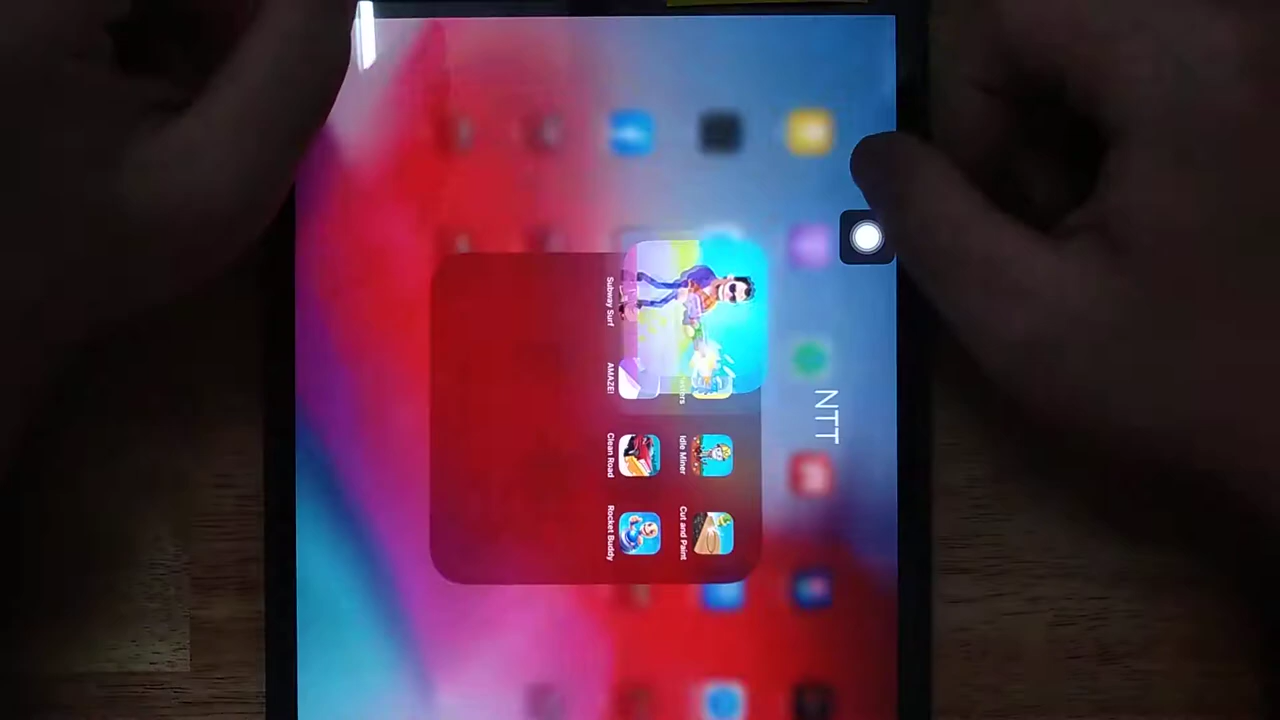 NTT
Idle Miner
Cut and Paint
Subway Surf
AMAZE!
Clean Road
Rocket Buddy